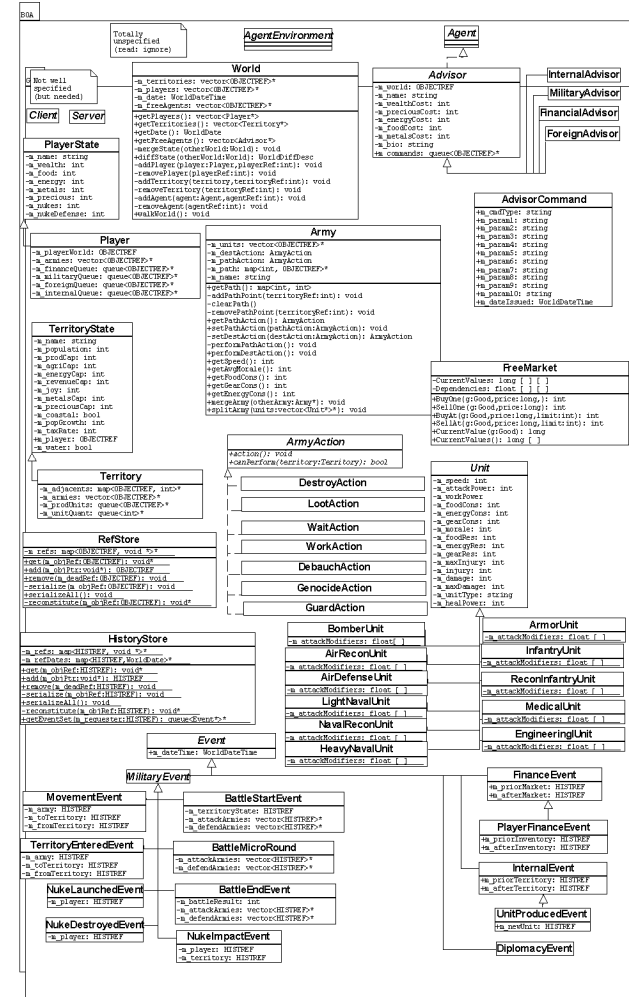 BOA
Totally
unspecified
(read: ignore)
AgentEnvironment
Agent
G
Not well
specified
(but needed)
Client
Server
World
-m_territories: vector<OBJECTREF>*
-m_players: vector<OBJECTREF>*
-m_date: WorldDateTime
-m_freeAgents: vector<OBJECTREF>*
+getPlayers(): vector<Player*>
+getTerritories(): vector<Territory*>
+getDate(): WorldDate
+getFreeAgents(): vector<Advisor*>
-mergeState(otherWorld:World): void
+diffState(otherWorld:World): WorldDiffDesc
-addPlayer(player:Player,playerRef:int): void
-removePlayer(playerRef:int): void
-addTerritory(territory,territoryRef:int): void
-removeTerritory(territoryRef:int): void
-addAgent(agent:Agent,agentRef:int): void
-removeAgent(agentRef:int): void
+walkWorld(): void
Advisor
-m_world: OBJECTREF
-m_name: string
-m_wealthCost: int
-m_preciousCost: int
-m_energyCost: int
-m_foodCost: int
-m_metalsCost: int
-m_bio: string
-m_commands: queue<OBJECTREF>*
InternalAdvisor
MilitaryAdvisor
FinancialAdvisor
ForeignAdvisor
PlayerState
-m_name: string
-m_wealth: int
-m_food: int
-m_energy: int
-m_metals: int
-m_precious: int
-m_nukes: int
-m_nukeDefense: int
Player
-m_playerWorld: OBJECTREF
-m_armies: vector<OBJECTREF>*
-m_financeQueue: queue<OBJECTREF>*
-m_militaryQueue: queue<OBJECTREF>*
-m_foreignQueue: queue<OBJECTREF>*
-m_internalQueue: queue<OBJECTREF>*
Army
-m_units: vector<OBJECTREF>*
-m_destAction: ArmyAction
-m_pathAction: ArmyAction
-m_path: map<int, OBJECTREF>*
-m_name: string
+getPath(): map<int, int>
-addPathPoint(territoryRef:int): void
-clearPath()
-removePathPoint(territoryRef:int): void
+getPathAction(): ArmyAction
+setPathAction(pathAction:ArmyAction): void
-setDestAction(destAction:ArmyAction): ArmyAction
-performPathAction(): void
-performDestAction(): void
+getSpeed(): int
+getAvgMorale(): int
+getFoodCons(): int
+getGearCons(): int
+getEnergyCons(): int
+mergeArmy(otherArmy:Army*): void
+splitArmy(units:vector<Unit*>*): void
AdvisorCommand
+m_cmdType: string
+m_param1: string
+m_param2: string
+m_param3: string
+m_param4: string
+m_param5: string
+m_param6: string
+m_param7: string
+m_param8: string
+m_param9: string
+m_param10: string
+m_dateIssued: WorldDateTime
TerritoryState
-m_name: string
-m_population: int
-m_prodCap: int
-m_agriCap: int
-m_energyCap: int
-m_revenueCap: int
-m_joy: int
-m_metalsCap: int
-m_preciousCap: int
-m_coastal: bool
-m_popGrowth: int
-m_taxRate: int
+m_player: OBJREF
-m_water: bool
FreeMarket
-CurrentValues: long [ ] [ ]
-Dependencies: float [ ] [ ]
+BuyOne(g:Good,price:long,): int
+SellOne(g:Good,price:long): int
+BuyAt(g:Good,price:long,limit:int): int
+SellAt(g:Good,price:long,limit:int): int
+CurrentValue(g:Good): long
+CurrentValues(): long [ ]
Territory
-m_adjacents: map<OBJECTREF, int>*
-m_armies: vector<OBJECTREF>*
-m_prodUnits: queue<OBJECTREF>*
-m_unitQuant: queue<int>*
ArmyAction
+action(): void
+canPerform(territory:Territory): bool
DestroyAction
LootAction
WaitAction
WorkAction
DebauchAction
GenocideAction
GuardAction
Unit
-m_speed: int
-m_attackPower: int
-m_workPower
-m_foodCons: int
-m_energyCons: int
-m_gearCons: int
-m_morale: int
-m_foodRes: int
-m_energyRes: int
-m_gearRes: int
-m_maxInjury: int
-m_injury: int
-m_damage: int
-m_maxDamage: int
-m_unitType: string
-m_healPower: int
RefStore
-m_refs: map<OBJECTREF, void *>*
+get(m_objRef:OBJECTREF): void*
+add(m_objPtr:void*): OBJECTREF
+remove(m_deadRef:OBJECTREF): void
-serialize(m_objRef:OBJECTREF): void
+serializeAll(): void
-reconstitute(m_objRef:OBJECTREF): void*
HistoryStore
-m_refs: map<HISTREF, void *>*
-m_refDates: map<HISTREF,WorldDate>*
+get(m_objRef:HISTREF): void*
+add(m_objPtr:void*): HISTREF
+remove(m_deadRef:HISTREF): void
-serialize(m_objRef:HISTREF): void
+serializeAll(): void
-reconstitute(m_objRef:HISTREF): void*
+getEventSet(m_requester:HISTREF): queue<Event*>*
BomberUnit
-m_attackModifiers: float[ ]
AirReconUnit
-m_attackModifiers: float [ ]
AirDefenseUnit
-m_attackModifiers: float [ ]
LightNavalUnit
-m_attackModifiers: float [ ]
NavalReconUnit
-m_attackModifiers: float [ ]
HeavyNavalUnit
-m_attackModifiers: float [ ]
ArmorUnit
-m_attackModifiers: float [ ]
InfantryUnit
-m_attackModifiers: float [ ]
ReconInfantryUnit
-m_attackModifiers: float [ ]
MedicalUnit
-m_attackModifiers: float [ ]
EngineeringIUnit
-m_attackModifiers: float [ ]
Event
+m_dateTime: WorldDateTime
MilitaryEvent
MovementEvent
-m_army: HISTREF
-m_toTerritory: HISTREF
-m_fromTerritory: HISTREF
BattleStartEvent
-m_territoryState: HISTREF
-m_attackArmies: vector<HISTREF>*
-m_defendArmies: vector<HISTREF>*
TerritoryEnteredEvent
-m_army: HISTREF
-m_toTerritory: HISTREF
-m_fromTerritory: HISTREF
BattleMicroRound
-m_attackArmies: vector<HISTREF>*
-m_defendArmies: vector<HISTREF>*
NukeLaunchedEvent
-m_player: HISTREF
BattleEndEvent
-m_battleResult: int
-m_attackArmies: vector<HISTREF>*
-m_defendArmies: vector<HISTREF>*
NukeDestroyedEvent
-m_player: HISTREF
NukeImpactEvent
-m_player: HISTREF
-m_territory: HISTREF
FinanceEvent
+m_priorMarket: HISTREF
+m_afterMarket: HISTREF
PlayerFinanceEvent
+m_priorInventory: HISTREF
+m_afterInventory: HISTREF
InternalEvent
+m_priorTerritory: HISTREF
+m_afterTerritory: HISTREF
UnitProducedEvent
+m_newUnit: HISTREF
DiplomacyEvent